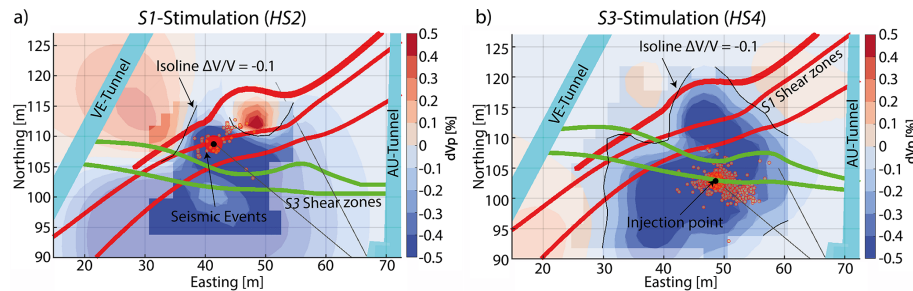 a) S1-Stimulation (HS2)
Isoline ΔV/V = -0.1
VE-Tunnel
AU-Tunnel
S3 Shear zones
Seismic Events
Northing [m]
125
120
115
110
105
100
95
90
20 30 40 50 60 70
Easting [m]
0.5
0.4
0.3
0.2
0.1
0
-0.1
-0.2
-0.3
-0.4
-0.5
dVp [%]
b) S3-Stimulation (HS4)
Isoline ΔV/V = -0.1
VE-Tunnel
AU-Tunnel
S1 Shear zones
Injection point
Northing [m]
125
120
115
110
105
100
95
90
20 30 40 50 60 70
Easting [m]
0.5
0.4
0.3
0.2
0.1
0
-0.1
-0.2
-0.3
-0.4
-0.5
dVp [%]